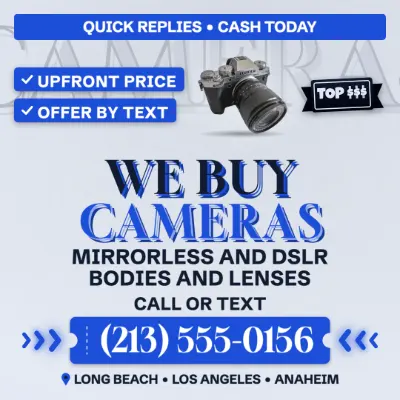 CAMERAS
QUICK REPLIES • CASH TODAY
UPFRONT PRICE
OFFER BY TEXT
TOP $$$
WE BUY
CAMERAS
MIRRORLESS AND DSLR
BODIES AND LENSES
CALL OR TEXT
(213) 555-0156
LONG BEACH • LOS ANGELES • ANAHEIM